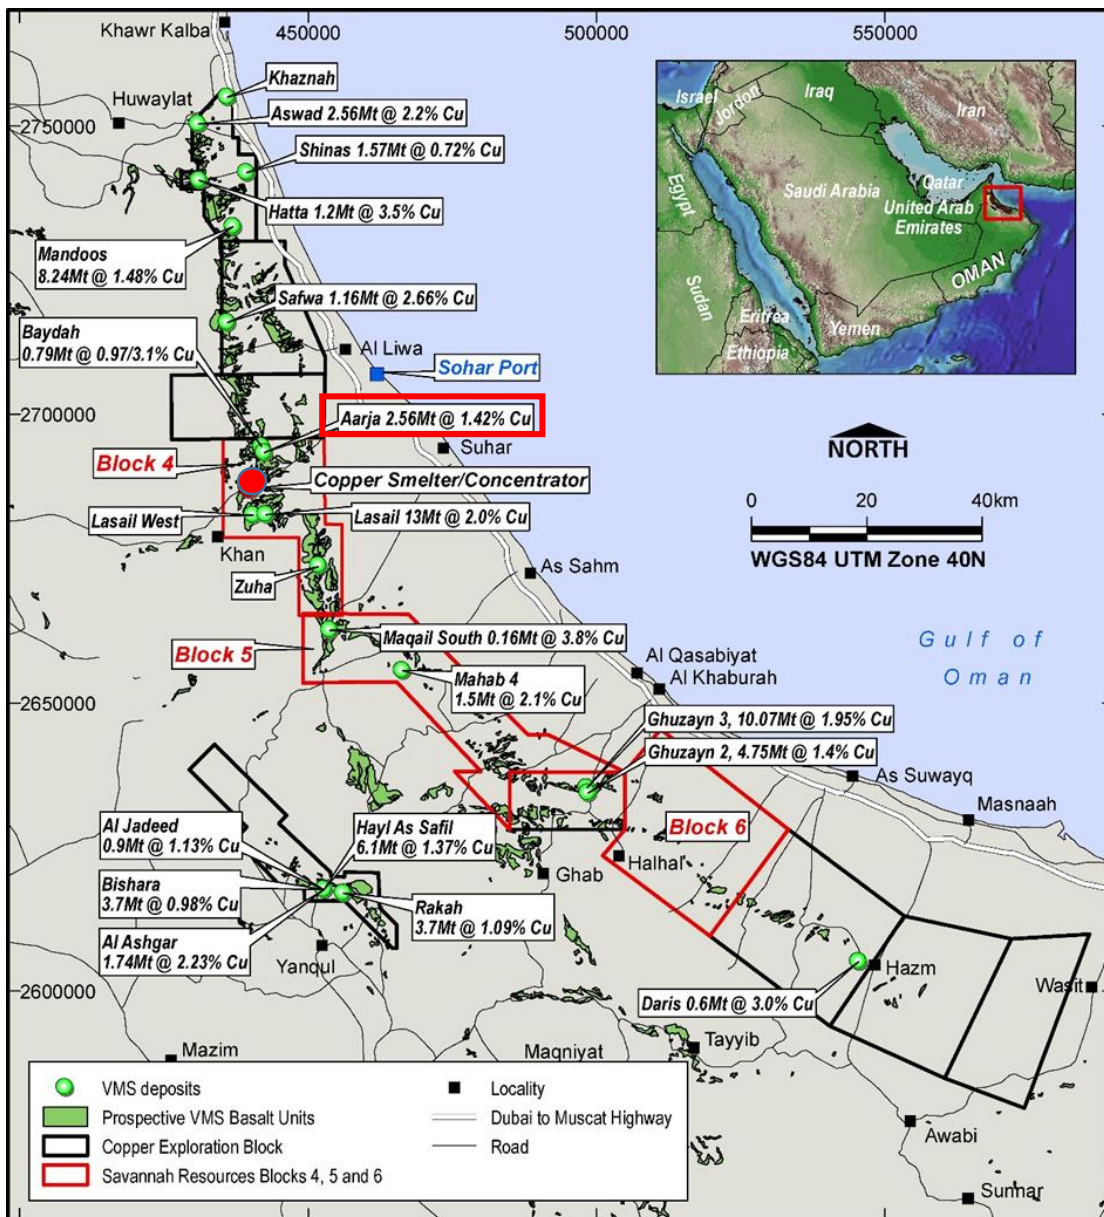 450000
500000
550000
Khawr Kalba
Khaznah
Huwaylat
2750000
Aswad 2.56Mt @ 2.2% Cu
Shinas 1.57Mt @ 0.72% Cu
Hatta 1.2Mt @ 3.5% Cu
Mandoos
8.24Mt @ 1.48% Cu
Safwa 1.16Mt @ 2.66% Cu
Baydah
0.79Mt @ 0.97/3.1% Cu
Al Liwa
Sohar Port
2700000
Aarja 2.56Mt @ 1.42% Cu
Suhar
Block 4
Copper Smelter/Concentrator
Lasail West
Lasail 13Mt @ 2.0% Cu
Khan
Zuha
As Sahm
Maqail South 0.16Mt @ 3.8% Cu
Block 5
Mahab 4
1.5Mt @ 2.1% Cu
Al Qasabiyat
Al Khaburah
2650000
Ghuzayn 3, 10.07Mt @ 1.95% Cu
Ghuzayn 2, 4.75Mt @ 1.4% Cu
As Suwayq
Masnaah
Al Jadeed
0.9Mt @ 1.13% Cu
Hayl As Safil
6.1Mt @ 1.37% Cu
Block 6
Halhal
Ghab
Bishara
3.7Mt @ 0.98% Cu
Rakah
3.7Mt @ 1.09% Cu
Al Ashgar
1.74Mt @ 2.23% Cu
Yanqul
Hazm
Wasit
2600000
Daris 0.6Mt @ 3.0% Cu
Mazim
Maqniyat
Tayyib
Awabi
Sunnar
Gulf of
Oman
NORTH
0 20 40km
WGS84 UTM Zone 40N
Israel
Jordon
Iraq
Iran
Egypt
Saudi Arabia
Qatar
United Arab
Emirates
OMAN
Sudan
Eritrea
Yemen
Ethiopia
VMS deposits
Prospective VMS Basalt Units
Copper Exploration Block
Savannah Resources Blocks 4, 5 and 6
Locality
Dubai to Muscat Highway
Road